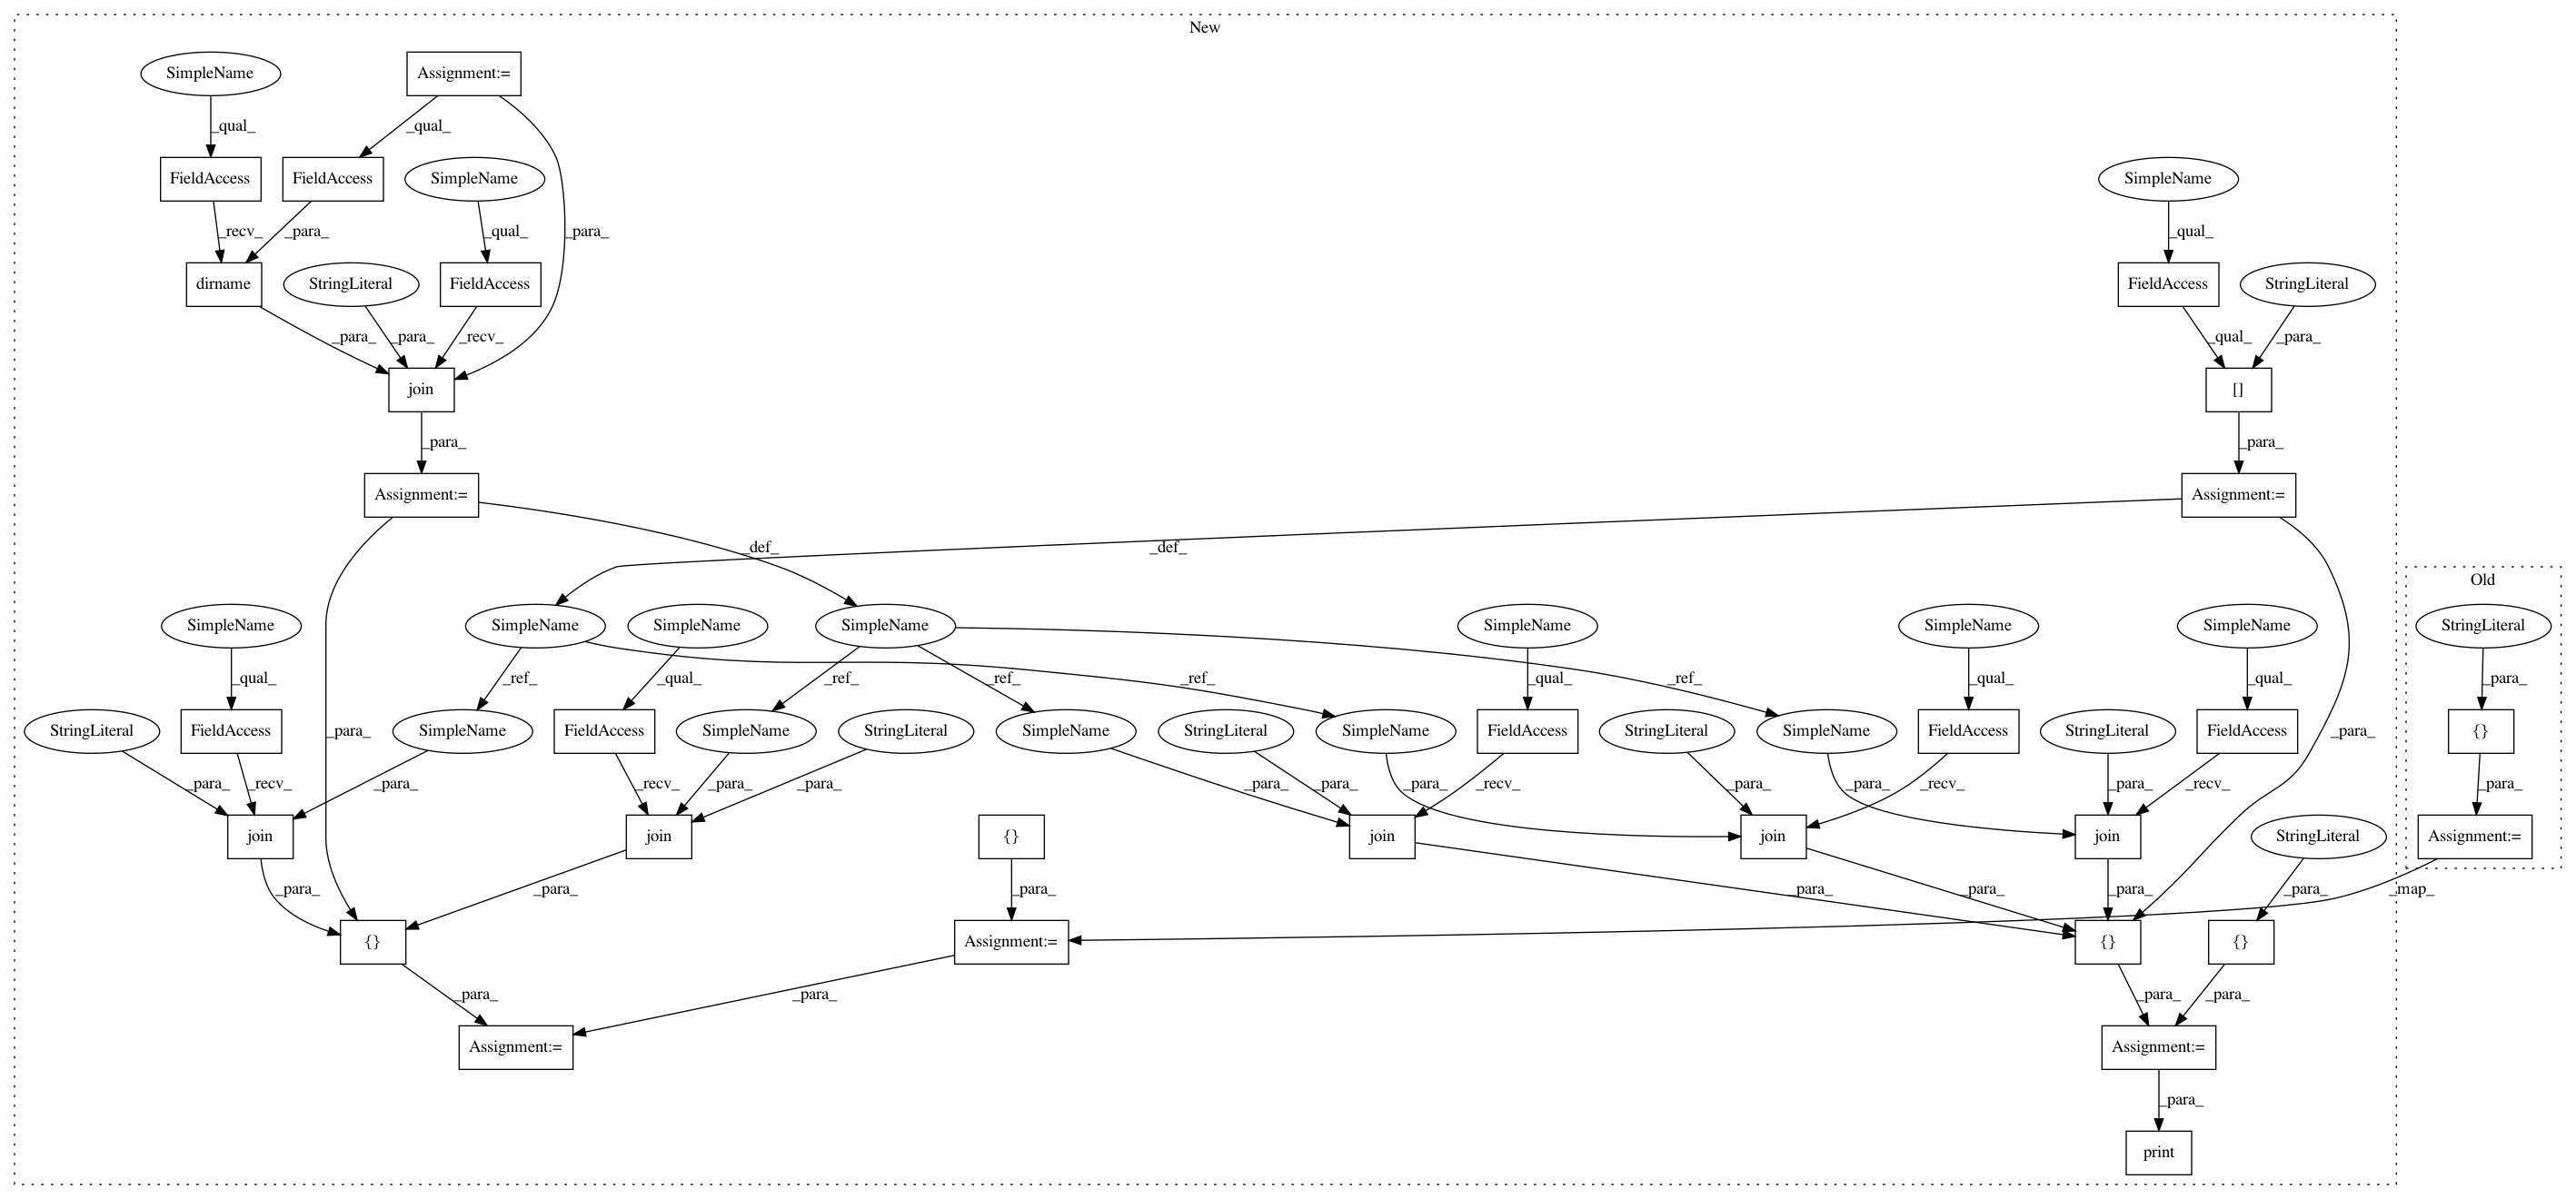 New
SimpleName
Assignment:=
_qual_
_qual_
FieldAccess
FieldAccess
SimpleName
SimpleName
_recv_
_para_
_qual_
_para_
_qual_
dirname
StringLiteral
FieldAccess
FieldAccess
StringLiteral
_para_
_para_
_recv_
_qual_
_para_
join
[]
_para_
_para_
Assignment:=
Assignment:=
_def_
_def_
Old
SimpleName
SimpleName
SimpleName
SimpleName
SimpleName
SimpleName
SimpleName
StringLiteral
_qual_
_ref_
_qual_
_ref_
_ref_
_ref_
_qual_
_ref_
_qual_
_qual_
_para_
StringLiteral
FieldAccess
_para_
SimpleName
FieldAccess
SimpleName
StringLiteral
SimpleName
StringLiteral
SimpleName
FieldAccess
StringLiteral
SimpleName
FieldAccess
StringLiteral
FieldAccess
_para_
{}
_para_
_recv_
_para_
_recv_
_para_
_para_
_para_
_para_
_recv_
_para_
_para_
_para_
_recv_
_para_
_recv_
_para_
join
join
{}
join
join
join
StringLiteral
Assignment:=
_para_
_para_
_para_
_para_
_para_
_para_
_para_
_map_
{}
Assignment:=
{}
{}
_para_
_para_
_para_
_para_
Assignment:=
Assignment:=
_para_
print